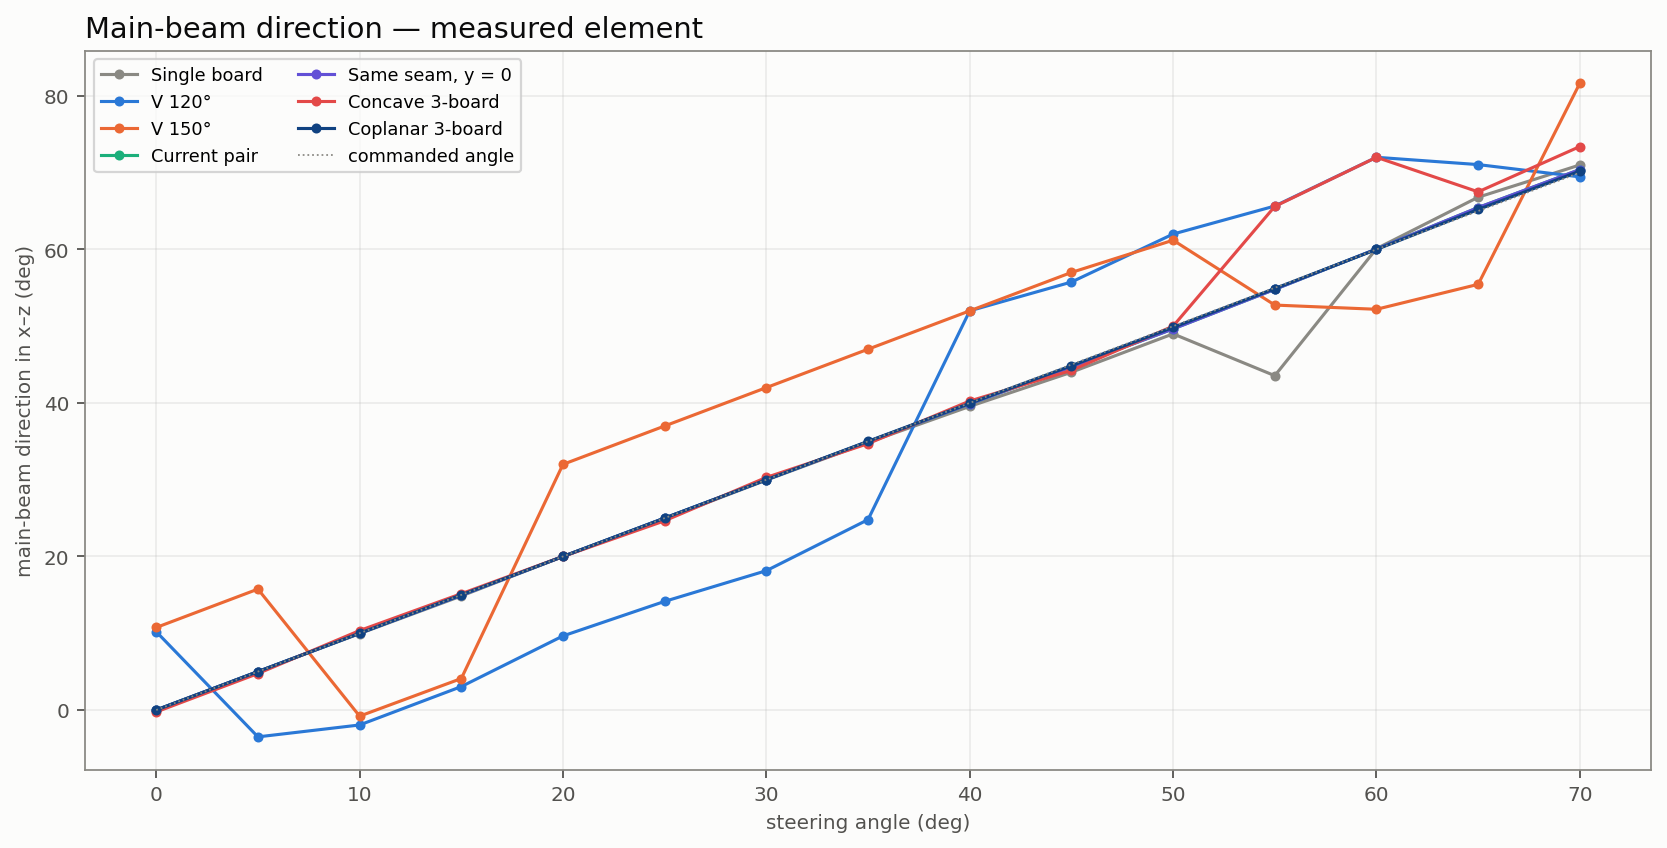 Main-beam direction — measured element
Single board
V 120°
V 150°
Current pair
Same seam, y = 0
Concave 3-board
Coplanar 3-board
commanded angle
main-beam direction in x–z (deg)
80
60
40
20
0
0 10 20 30 40 50 60 70
steering angle (deg)